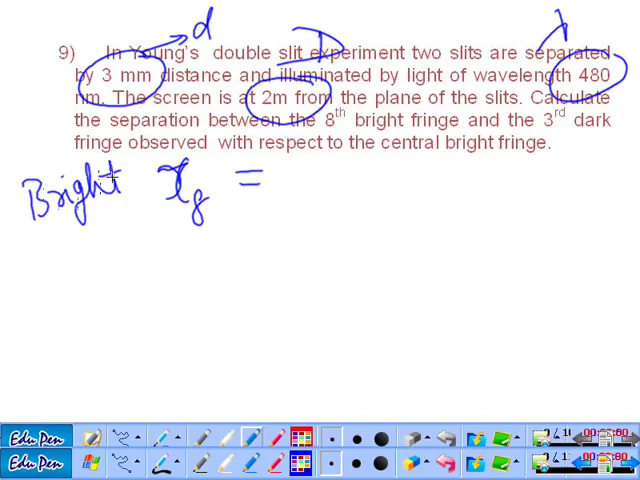 d D λ
9) In Young's double slit experiment two slits are separated
by 3 mm distance and illuminated by light of wavelength 480
nm. The screen is at 2m from the plane of the slits. Calculate
the separation between the 8th bright fringe and the 3rd dark
fringe observed with respect to the central bright fringe.
Bright x8 =
Edu Pen
Edu Pen